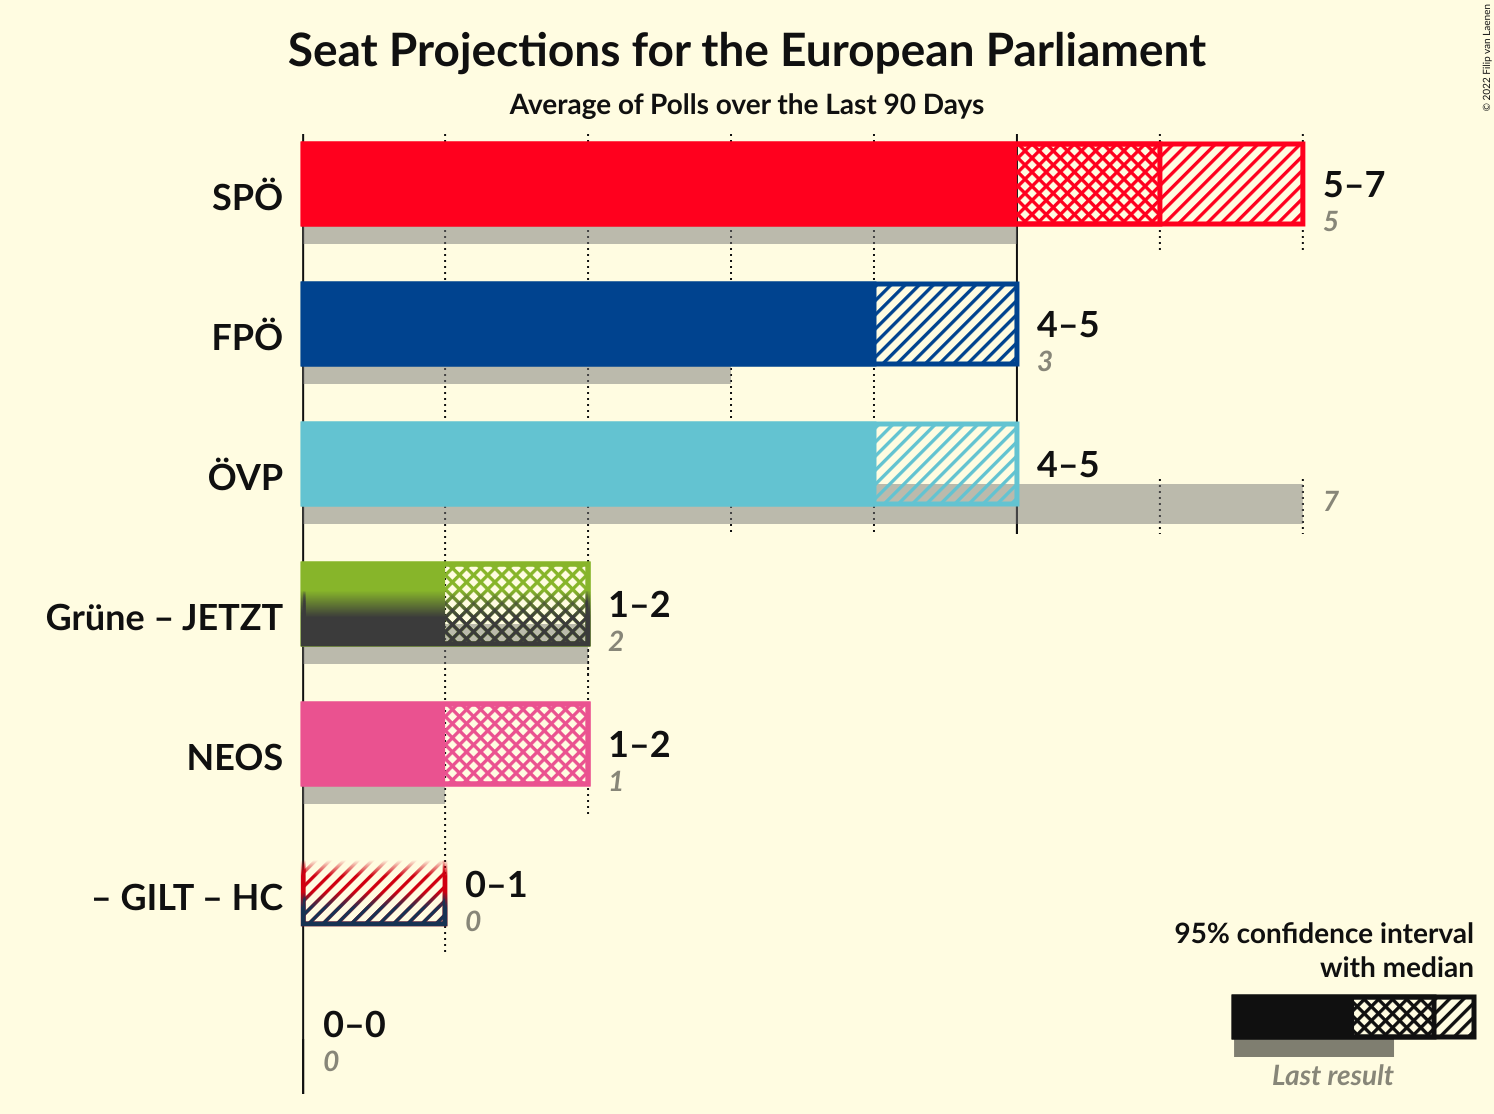 Seat Projections for the European Parliament
Average of Polls over the Last 90 Days
© 2022 Filip van Laenen
SPÖ
5–7
5
FPÖ
4–5
3
ÖVP
4–5
7
Grüne – JETZT
1–2
2
NEOS
1–2
1
– GILT – HC
0–1
0
0–0
0
95% confidence interval
with median
Last result